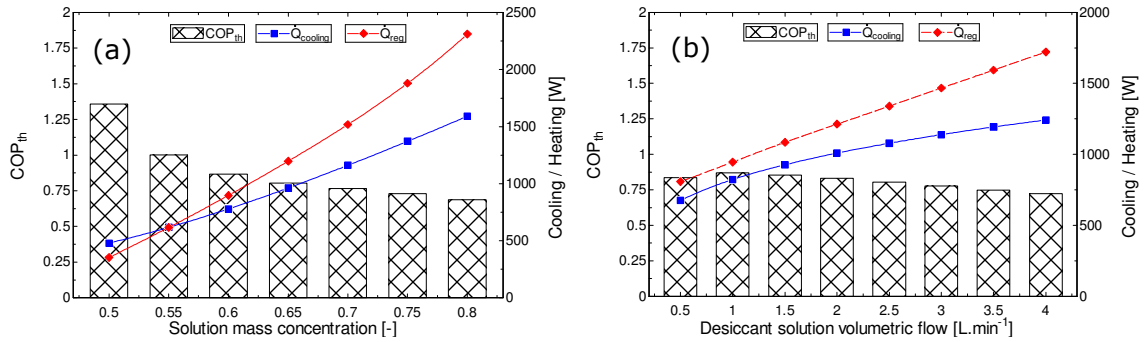 (a)
COP_th
Q̇_cooling
Q̇_reg
2
1.75
1.5
1.25
1
0.75
0.5
0.25
0
COP_th
2500
2000
1500
1000
500
0
Cooling / Heating [W]
0.5 0.55 0.6 0.65 0.7 0.75 0.8
Solution mass concentration [-]
(b)
COP_th
Q̇_cooling
Q̇_reg
2
1.75
1.5
1.25
1
0.75
0.5
0.25
0
COP_th
2000
1500
1000
500
0
Cooling / Heating [W]
0.5 1 1.5 2 2.5 3 3.5 4
Desiccant solution volumetric flow [L.min⁻¹]